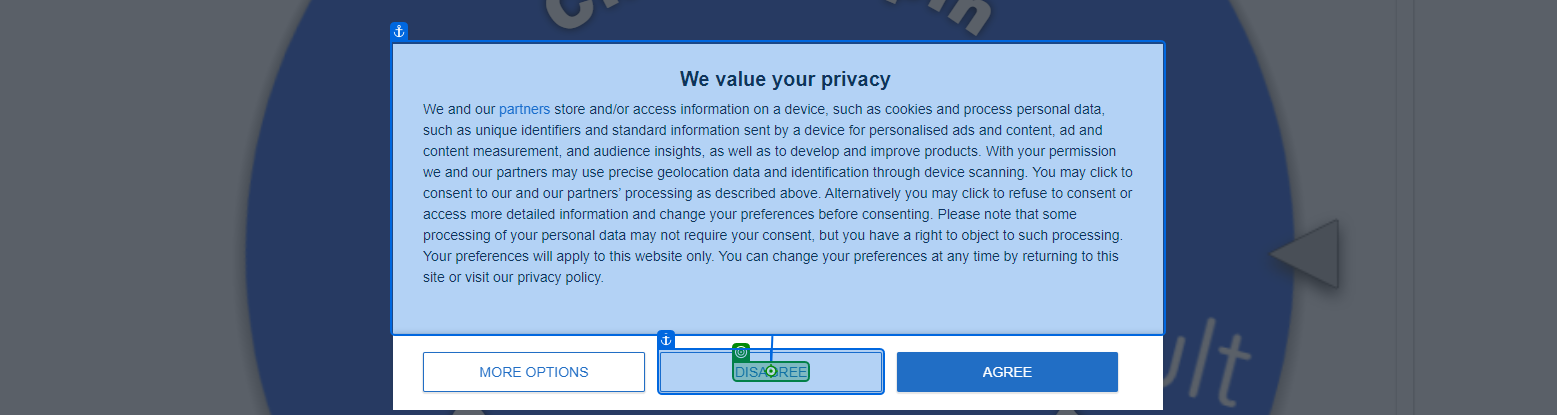 We value your privacy
We and our partners store and/or access information on a device, such as cookies and process personal data,
such as unique identifiers and standard information sent by a device for personalised ads and content, ad and
content measurement, and audience insights, as well as to develop and improve products. With your permission
we and our partners may use precise geolocation data and identification through device scanning. You may click to
consent to our and our partners’ processing as described above. Alternatively you may click to refuse to consent or
access more detailed information and change your preferences before consenting. Please note that some
processing of your personal data may not require your consent, but you have a right to object to such processing.
Your preferences will apply to this website only. You can change your preferences at any time by returning to this
site or visit our privacy policy.
MORE OPTIONS
DISAGREE
AGREE